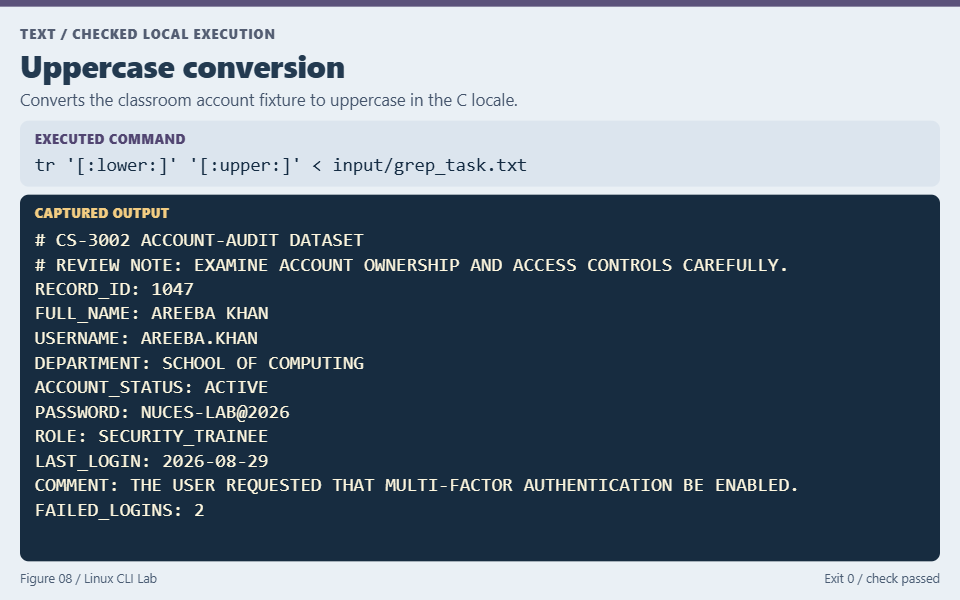 TEXT / CHECKED LOCAL EXECUTION
Uppercase conversion
Converts the classroom account fixture to uppercase in the C locale.
EXECUTED COMMAND
tr '[:lower:]' '[:upper:]' < input/grep_task.txt
CAPTURED OUTPUT
# CS-3002 ACCOUNT-AUDIT DATASET
# REVIEW NOTE: EXAMINE ACCOUNT OWNERSHIP AND ACCESS CONTROLS CAREFULLY.
RECORD_ID: 1047
FULL_NAME: AREEBA KHAN
USERNAME: AREEBA.KHAN
DEPARTMENT: SCHOOL OF COMPUTING
ACCOUNT_STATUS: ACTIVE
PASSWORD: NUCES-LAB@2026
ROLE: SECURITY_TRAINEE
LAST_LOGIN: 2026-08-29
COMMENT: THE USER REQUESTED THAT MULTI-FACTOR AUTHENTICATION BE ENABLED.
FAILED_LOGINS: 2
Figure 08 / Linux CLI Lab
Exit 0 / check passed